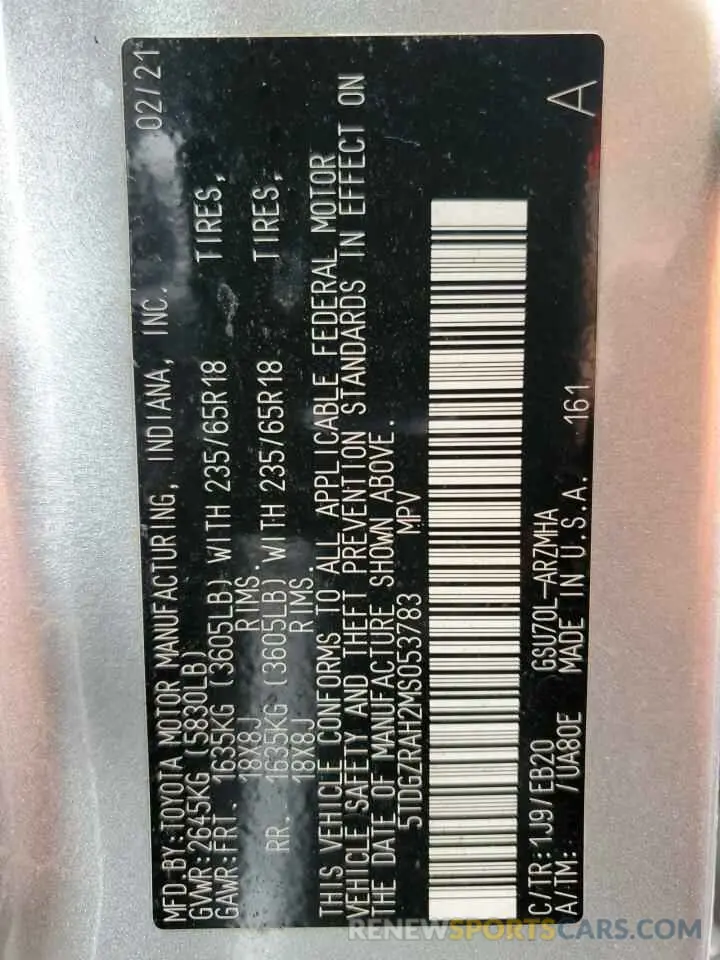 MFD BY: TOYOTA MOTOR MANUFACTURING, INDIANA, INC. 02/21
GVWR: 2645KG (5830LB)
GAWR: FRT. 1635KG (3605LB) WITH 235/65R18 TIRES,
18X8J RIMS.
RR. 1635KG (3605LB) WITH 235/65R18 TIRES,
18X8J RIMS.
THIS VEHICLE CONFORMS TO ALL APPLICABLE FEDERAL MOTOR
VEHICLE SAFETY AND THEFT PREVENTION STANDARDS IN EFFECT ON
THE DATE OF MANUFACTURE SHOWN ABOVE.
5TDGZRAH2MS053783 MPV
C/TR: 1J9/EB20 GSU70L-ARZMHA A
A/TM: /UA80E MADE IN U.S.A. 161
RENEWSPORTSCARS.COM